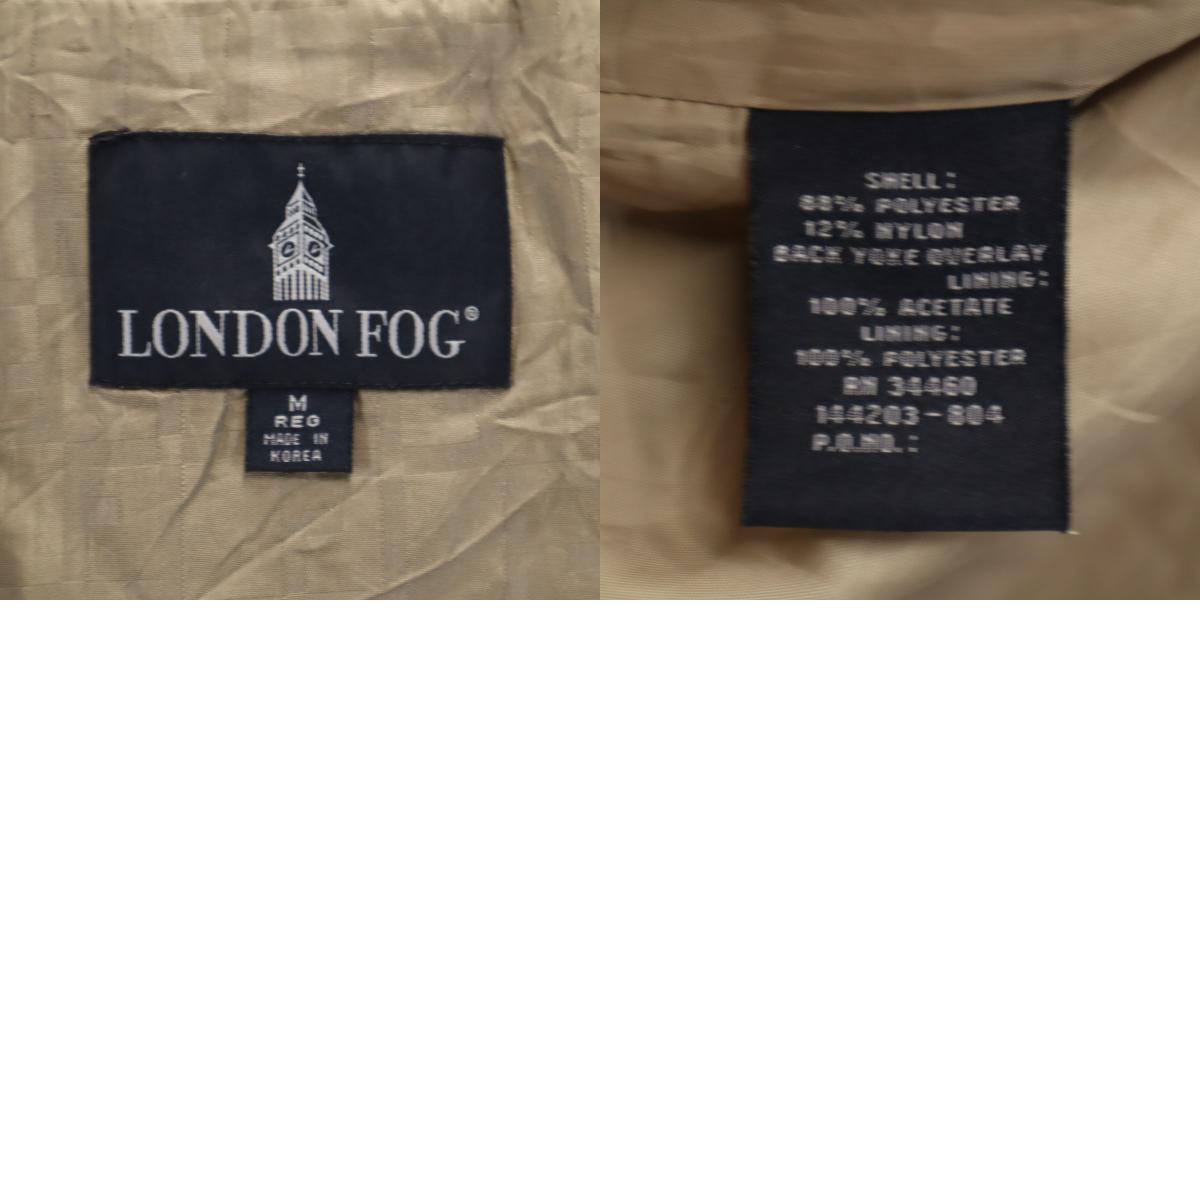 LONDON FOG®
M
REG
MADE IN
KOREA
SHELL:
88% POLYESTER
12% NYLON
BACK YOKE OVERLAY
LINING:
100% ACETATE
LINING:
100% POLYESTER
RN 34460
144203-804
P.O.NO.: